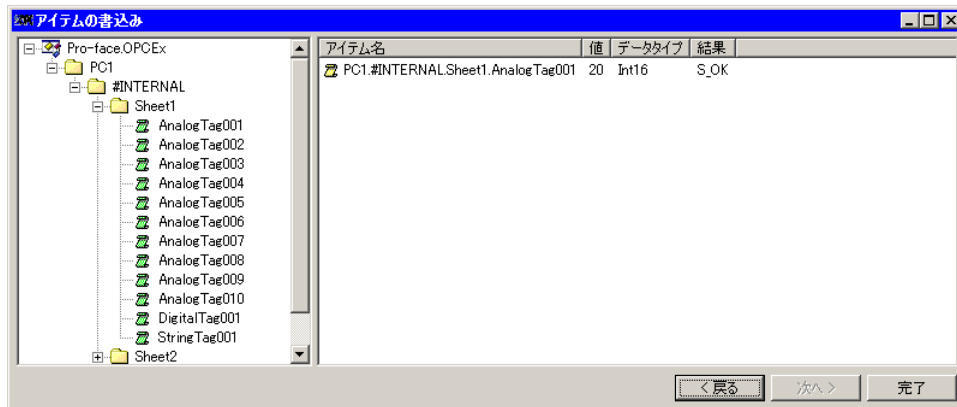 アイテムの書込み
Pro-face.OPCEx
PC1
#INTERNAL
Sheet1
AnalogTag001
AnalogTag002
AnalogTag003
AnalogTag004
AnalogTag005
AnalogTag006
AnalogTag007
AnalogTag008
AnalogTag009
AnalogTag010
DigitalTag001
StringTag001
Sheet2
アイテム名 値 データタイプ 結果
PC1.#INTERNAL.Sheet1.AnalogTag001 20 Int16 S_OK
<戻る 次へ> 完了